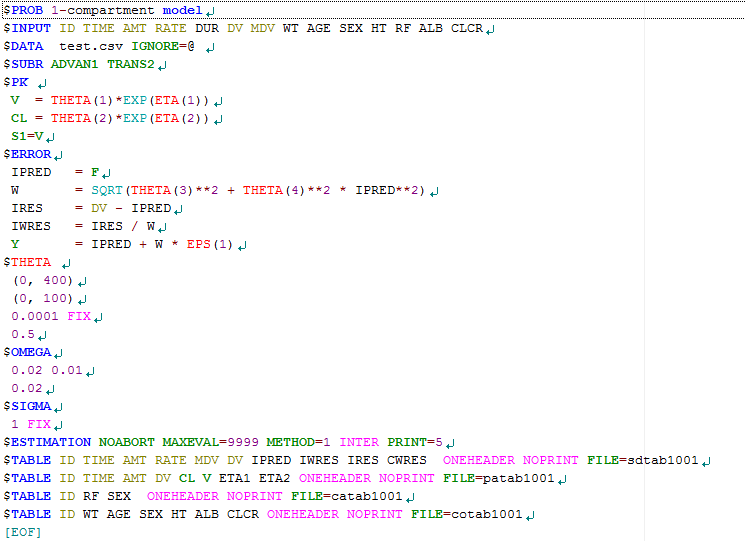 $PROB 1-compartment model
$INPUT ID TIME AMT RATE DUR DV MDV WT AGE SEX HT RF ALB CLCR
$DATA  test.csv IGNORE=@
$SUBR ADVAN1 TRANS2
$PK
 V  = THETA(1)*EXP(ETA(1))
 CL = THETA(2)*EXP(ETA(2))
 S1=V
$ERROR
 IPRED   = F
 W       = SQRT(THETA(3)**2 + THETA(4)**2 * IPRED**2)
 IRES    = DV - IPRED
 IWRES   = IRES / W
 Y       = IPRED + W * EPS(1)
$THETA
 (0, 400)
 (0, 100)
 0.0001 FIX
 0.5
$OMEGA
 0.02 0.01
 0.02
$SIGMA
 1 FIX
$ESTIMATION NOABORT MAXEVAL=9999 METHOD=1 INTER PRINT=5
$TABLE ID TIME AMT RATE MDV DV IPRED IWRES IRES CWRES  ONEHEADER NOPRINT FILE=sdtab1001
$TABLE ID TIME AMT DV CL V ETA1 ETA2 ONEHEADER NOPRINT FILE=patab1001
$TABLE ID RF SEX  ONEHEADER NOPRINT FILE=catab1001
$TABLE ID WT AGE SEX HT ALB CLCR ONEHEADER NOPRINT FILE=cotab1001
[EOF]